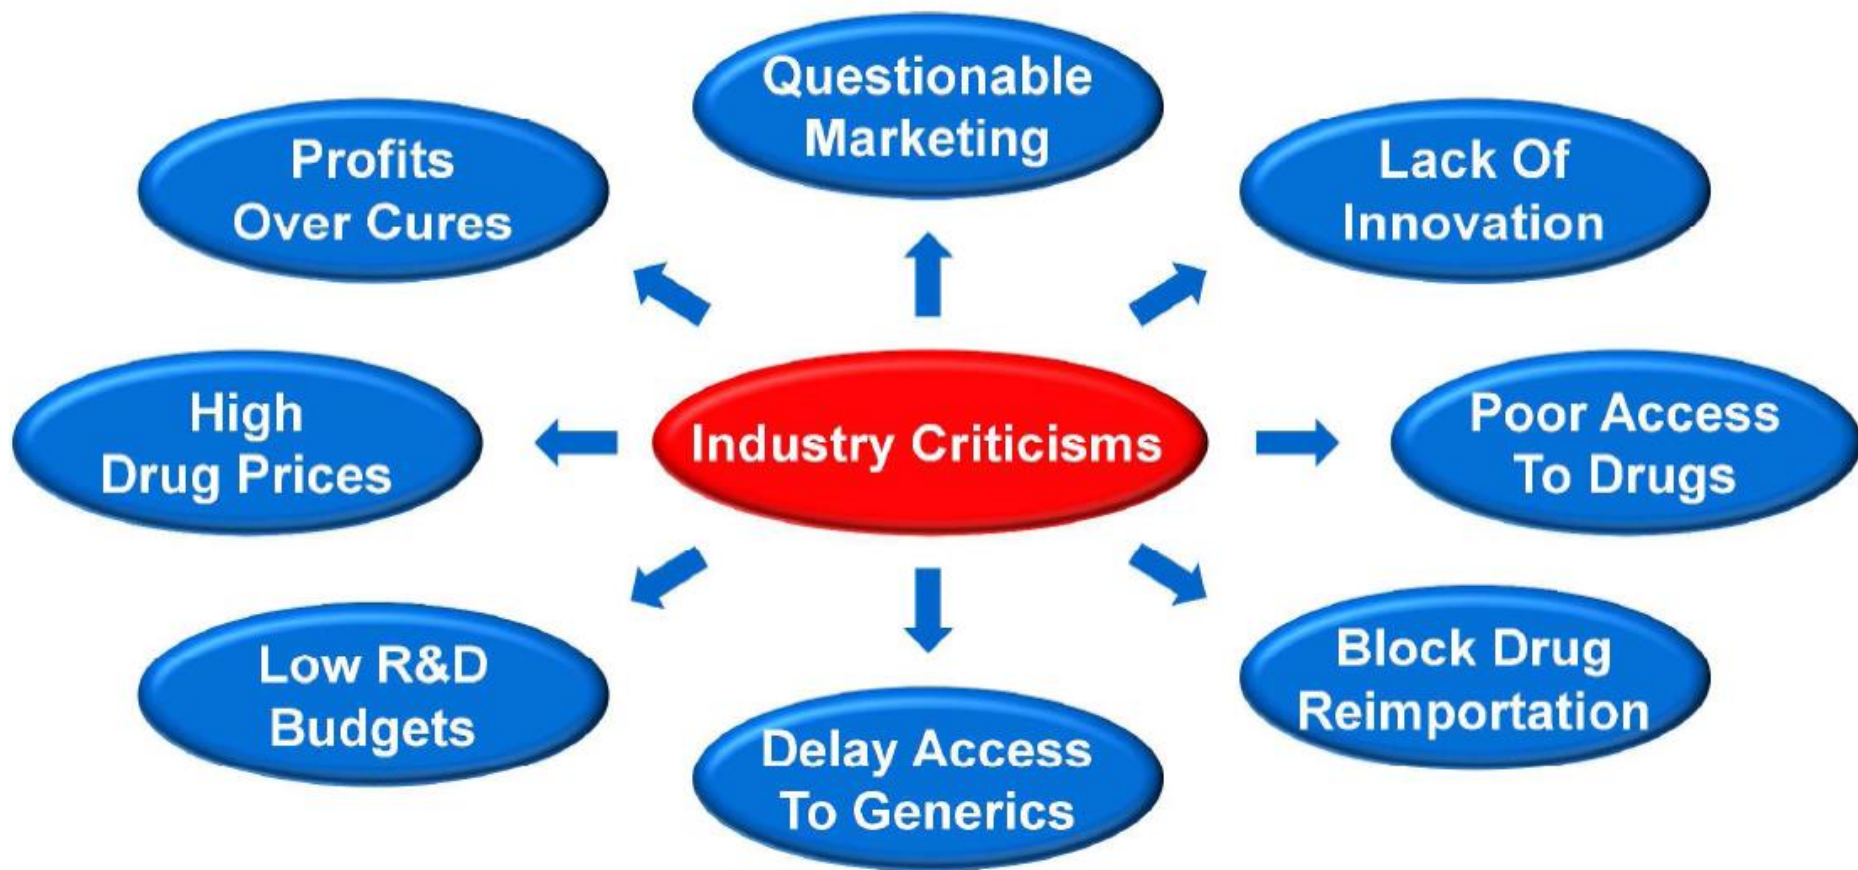 Questionable
Marketing
Profits
Over Cures
Lack Of
Innovation
High
Drug Prices
Industry Criticisms
Poor Access
To Drugs
Low R&D
Budgets
Block Drug
Reimportation
Delay Access
To Generics